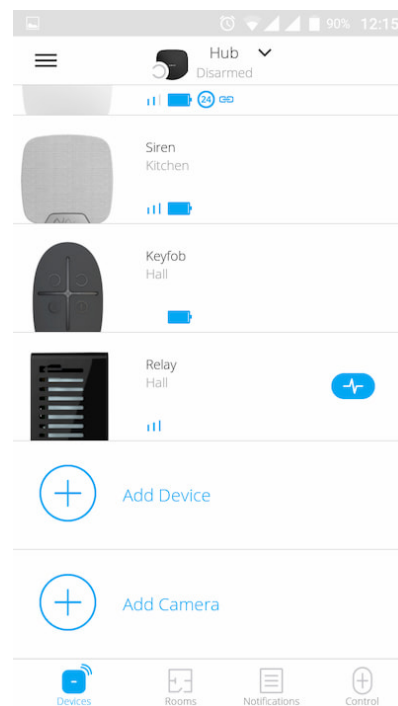 90% 12:15
Hub
Disarmed
24
Siren
Kitchen
Keyfob
Hall
Relay
Hall
Add Device
Add Camera
Devices
Rooms
Notifications
Control